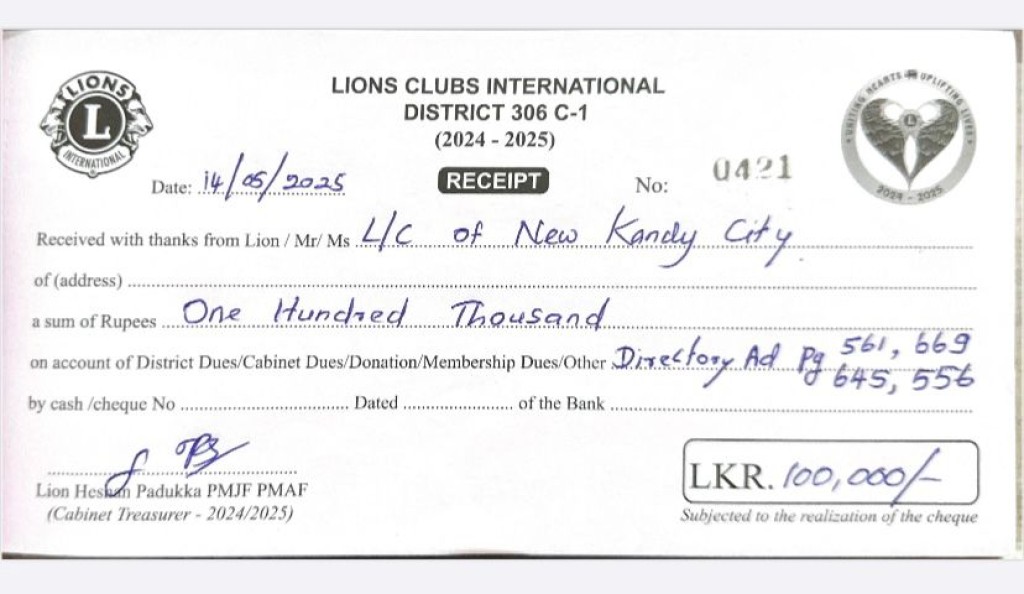 LIONS
L
INTERNATIONAL
LIONS CLUBS INTERNATIONAL
DISTRICT 306 C-1
(2024 - 2025)
UNITING HEARTS UPLIFTING LIVES
L
2024 - 2025
Date: 14/05/2025
RECEIPT
No: 0421
Received with thanks from Lion / Mr/ Ms L/C of New Kandy City
of (address)
a sum of Rupees One Hundred Thousand
on account of District Dues/Cabinet Dues/Donation/Membership Dues/Other Directory Ad Pg 561, 669
645, 556
by cash /cheque No Dated of the Bank
Lion Heshan Padukka PMJF PMAF
(Cabinet Treasurer - 2024/2025)
LKR. 100,000/-
Subjected to the realization of the cheque